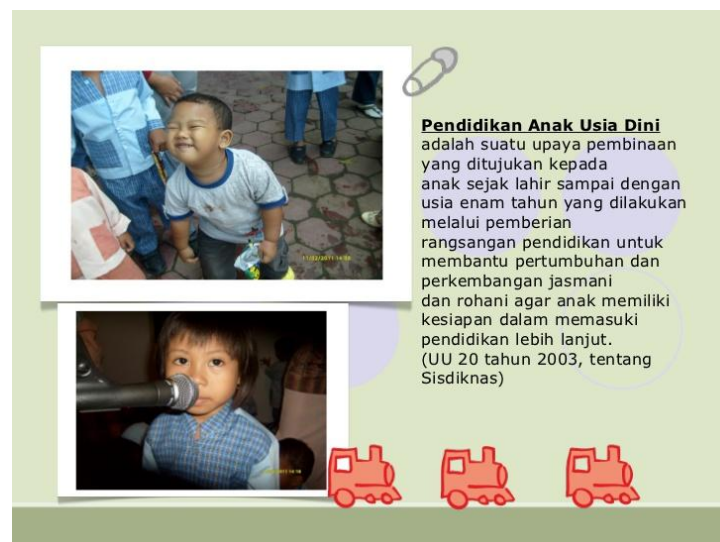 Pendidikan Anak Usia Dini
adalah suatu upaya pembinaan
yang ditujukan kepada
anak sejak lahir sampai dengan
usia enam tahun yang dilakukan
melalui pemberian
rangsangan pendidikan untuk
membantu pertumbuhan dan
perkembangan jasmani
dan rohani agar anak memiliki
kesiapan dalam memasuki
pendidikan lebih lanjut.
(UU 20 tahun 2003, tentang
Sisdiknas)